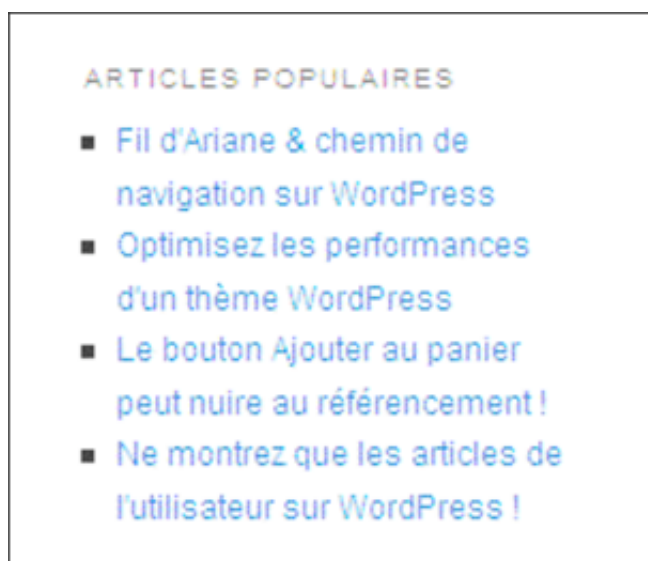 ARTICLES POPULAIRES
Fil d'Ariane & chemin de
navigation sur WordPress
Optimisez les performances
d'un thème WordPress
Le bouton Ajouter au panier
peut nuire au référencement !
Ne montrez que les articles de
l'utilisateur sur WordPress !